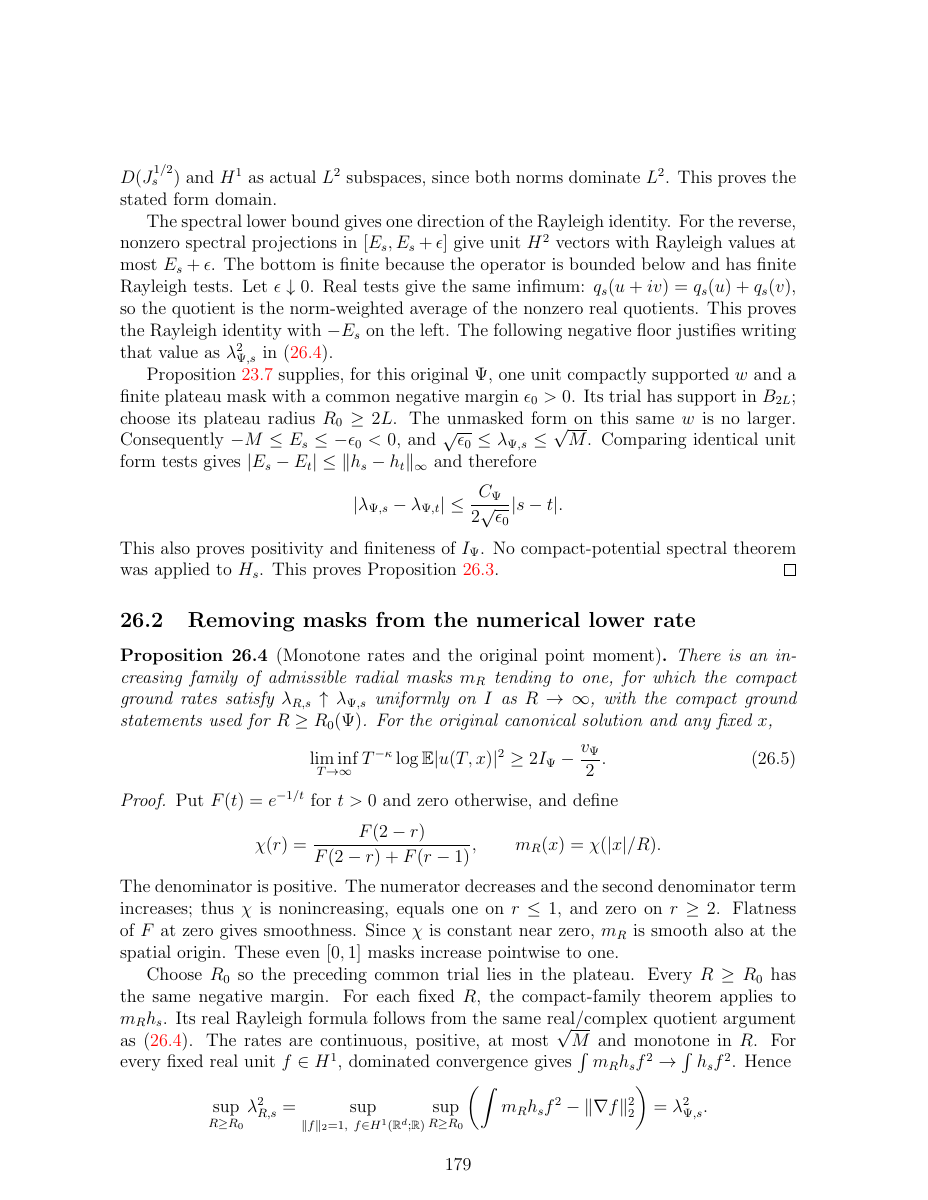 D(J_s^{1/2}) and H^1 as actual L^2 subspaces, since both norms dominate L^2. This proves the
stated form domain.
The spectral lower bound gives one direction of the Rayleigh identity. For the reverse,
nonzero spectral projections in [E_s, E_s + ϵ] give unit H^2 vectors with Rayleigh values at
most E_s + ϵ. The bottom is finite because the operator is bounded below and has finite
Rayleigh tests. Let ϵ ↓ 0. Real tests give the same infimum: q_s(u + iv) = q_s(u) + q_s(v),
so the quotient is the norm-weighted average of the nonzero real quotients. This proves
the Rayleigh identity with −E_s on the left. The following negative floor justifies writing
that value as λ^2_{Ψ,s} in (26.4).
Proposition 23.7 supplies, for this original Ψ, one unit compactly supported w and a
finite plateau mask with a common negative margin ϵ_0 > 0. Its trial has support in B_{2L};
choose its plateau radius R_0 ≥ 2L. The unmasked form on this same w is no larger.
Consequently −M ≤ E_s ≤ −ϵ_0 < 0, and √ϵ_0 ≤ λ_{Ψ,s} ≤ √M. Comparing identical unit
form tests gives |E_s − E_t| ≤ ‖h_s − h_t‖_∞ and therefore
|λ_{Ψ,s} − λ_{Ψ,t}| ≤ \frac{C_Ψ}{2√ϵ_0}|s − t|.
This also proves positivity and finiteness of I_Ψ. No compact-potential spectral theorem
was applied to H_s. This proves Proposition 26.3. □
26.2 Removing masks from the numerical lower rate
Proposition 26.4 (Monotone rates and the original point moment). There is an in-
creasing family of admissible radial masks m_R tending to one, for which the compact
ground rates satisfy λ_{R,s} ↑ λ_{Ψ,s} uniformly on I as R → ∞, with the compact ground
statements used for R ≥ R_0(Ψ). For the original canonical solution and any fixed x,
\liminf_{T→∞} T^{−κ} log 𝔼|u(T, x)|^2 ≥ 2I_Ψ − \frac{v_Ψ}{2}. (26.5)
Proof. Put F(t) = e^{−1/t} for t > 0 and zero otherwise, and define
χ(r) = \frac{F(2 − r)}{F(2 − r) + F(r − 1)}, m_R(x) = χ(|x|/R).
The denominator is positive. The numerator decreases and the second denominator term
increases; thus χ is nonincreasing, equals one on r ≤ 1, and zero on r ≥ 2. Flatness
of F at zero gives smoothness. Since χ is constant near zero, m_R is smooth also at the
spatial origin. These even [0, 1] masks increase pointwise to one.
Choose R_0 so the preceding common trial lies in the plateau. Every R ≥ R_0 has
the same negative margin. For each fixed R, the compact-family theorem applies to
m_R h_s. Its real Rayleigh formula follows from the same real/complex quotient argument
as (26.4). The rates are continuous, positive, at most √M and monotone in R. For
every fixed real unit f ∈ H^1, dominated convergence gives ∫ m_R h_s f^2 → ∫ h_s f^2. Hence
\sup_{R≥R_0} λ^2_{R,s} = \sup_{‖f‖_2=1, f∈H^1(ℝ^d;ℝ)} \sup_{R≥R_0} (∫ m_R h_s f^2 − ‖∇f‖^2_2) = λ^2_{Ψ,s}.
179